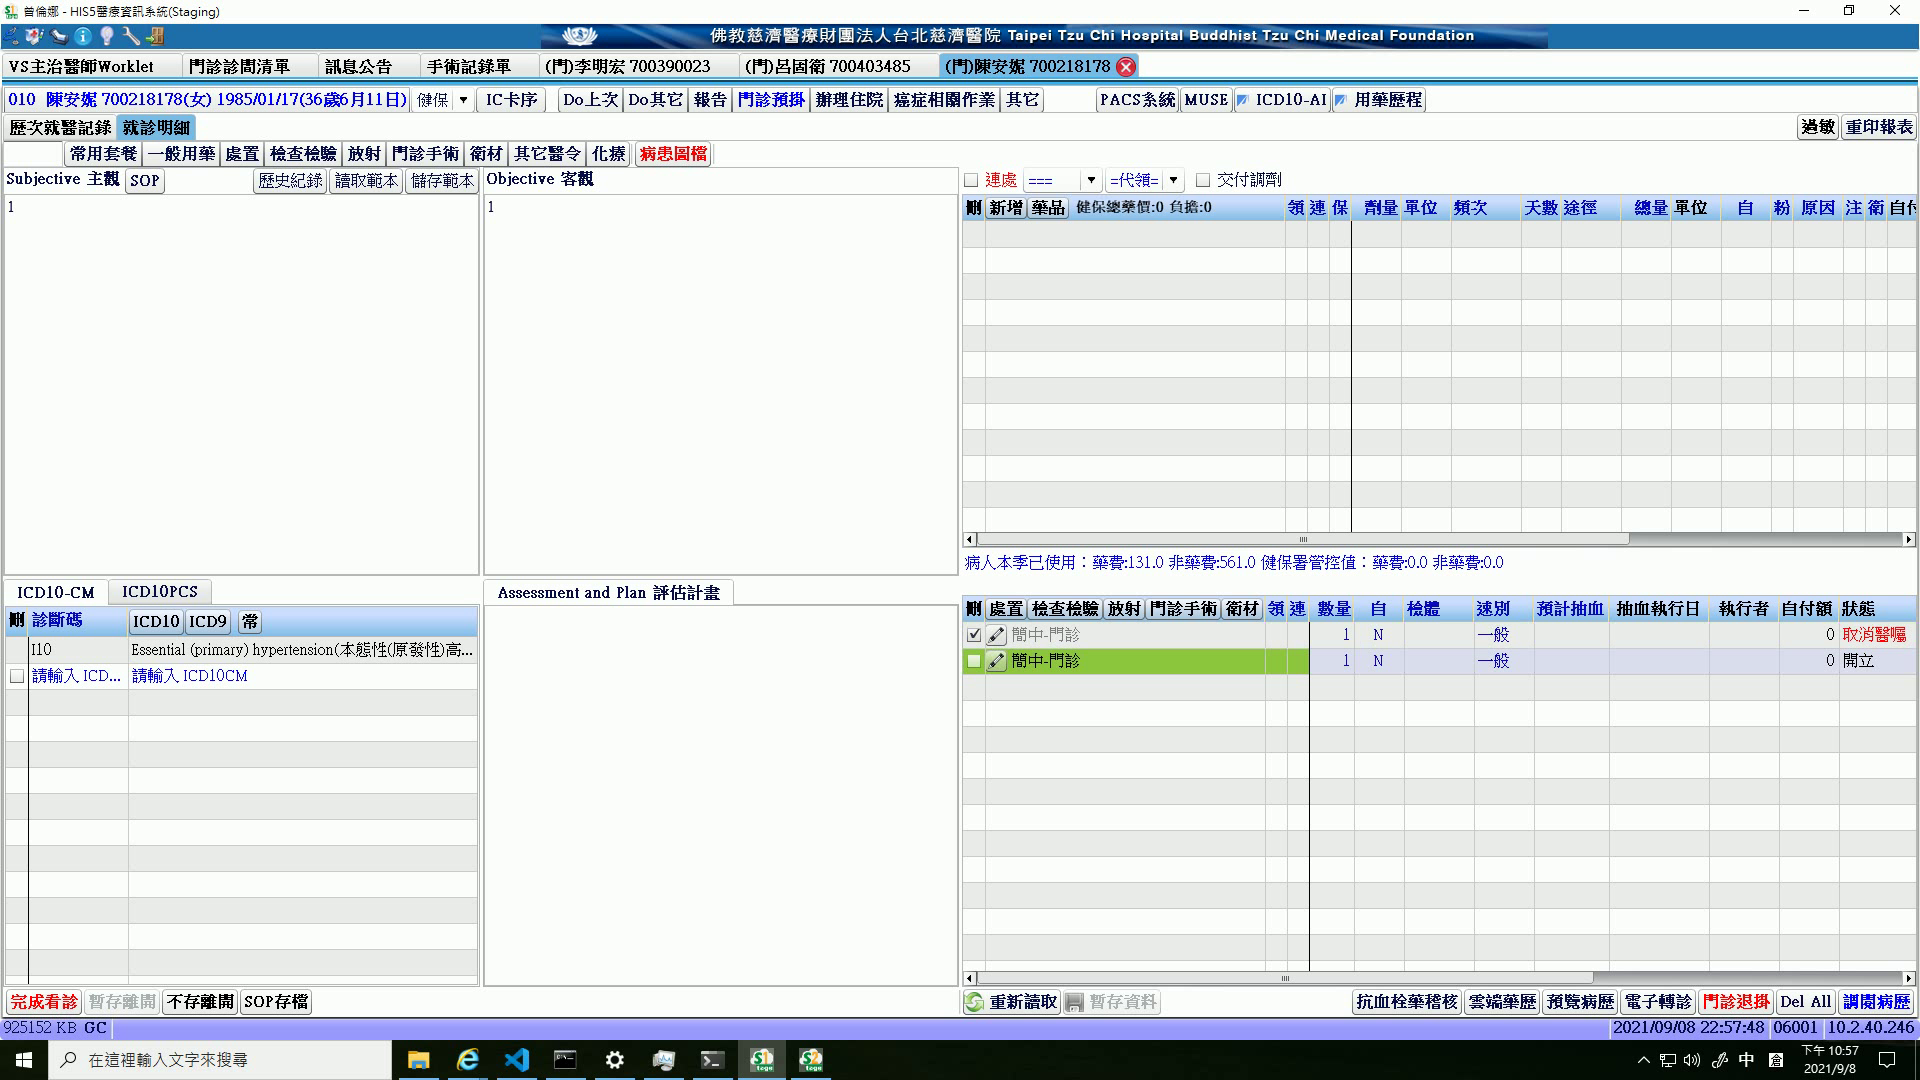 曾倫娜 - HIS5醫療資訊系統(Staging)
佛教慈濟醫療財團法人台北慈濟醫院 Taipei Tzu Chi Hospital Buddhist Tzu Chi Medical Foundation
VS主治醫師Worklet 門診診間清單 訊息公告 手術記錄單 (門)李明宏 700390023 (門)呂固衛 700403485 (門)陳安妮 700218178
010 陳安妮 700218178(女) 1985/01/17(36歲6月11日) 健保 IC卡序 Do上次 Do其它 報告 門診預掛 辦理住院 癌症相關作業 其它 PACS系統 MUSE ICD10-AI 用藥歷程
歷次就醫記錄 就診明細 過敏 重印報表
常用套餐 一般用藥 處置 檢查檢驗 放射 門診手術 衛材 其它醫令 化療 病患圖檔
Subjective 主觀 SOP 歷史紀錄 讀取範本 儲存範本 Objective 客觀 連處 === =代領= 交付調劑
1 1
刪 新增 藥品 健保總藥價:0 負擔:0 領 連 保 劑量 單位 頻次 天數 途徑 總量 單位 自 粉 原因 注 衛 自付
病人本季已使用：藥費:131.0 非藥費:561.0 健保署管控值：藥費:0.0 非藥費:0.0
ICD10-CM ICD10PCS Assessment and Plan 評估計畫
刪 診斷碼 ICD10 ICD9 常
I10 Essential (primary) hypertension(本態性(原發性)高...
請輸入 ICD... 請輸入 ICD10CM
刪 處置 檢查檢驗 放射 門診手術 衛材 領 連 數量 自 檢體 速別 預計抽血 抽血執行日 執行者 自付額 狀態
簡中-門診 1 N 一般 0 取消醫囑
簡中-門診 1 N 一般 0 開立
完成看診 暫存離開 不存離開 SOP存檔 重新讀取 暫存資料 抗血栓藥稽核 雲端藥歷 預覽病歷 電子轉診 門診退掛 Del All 調閱病歷
925152 KB GC 2021/09/08 22:57:48 06001 10.2.40.246
在這裡輸入文字來搜尋 中 下午 10:57
2021/9/8